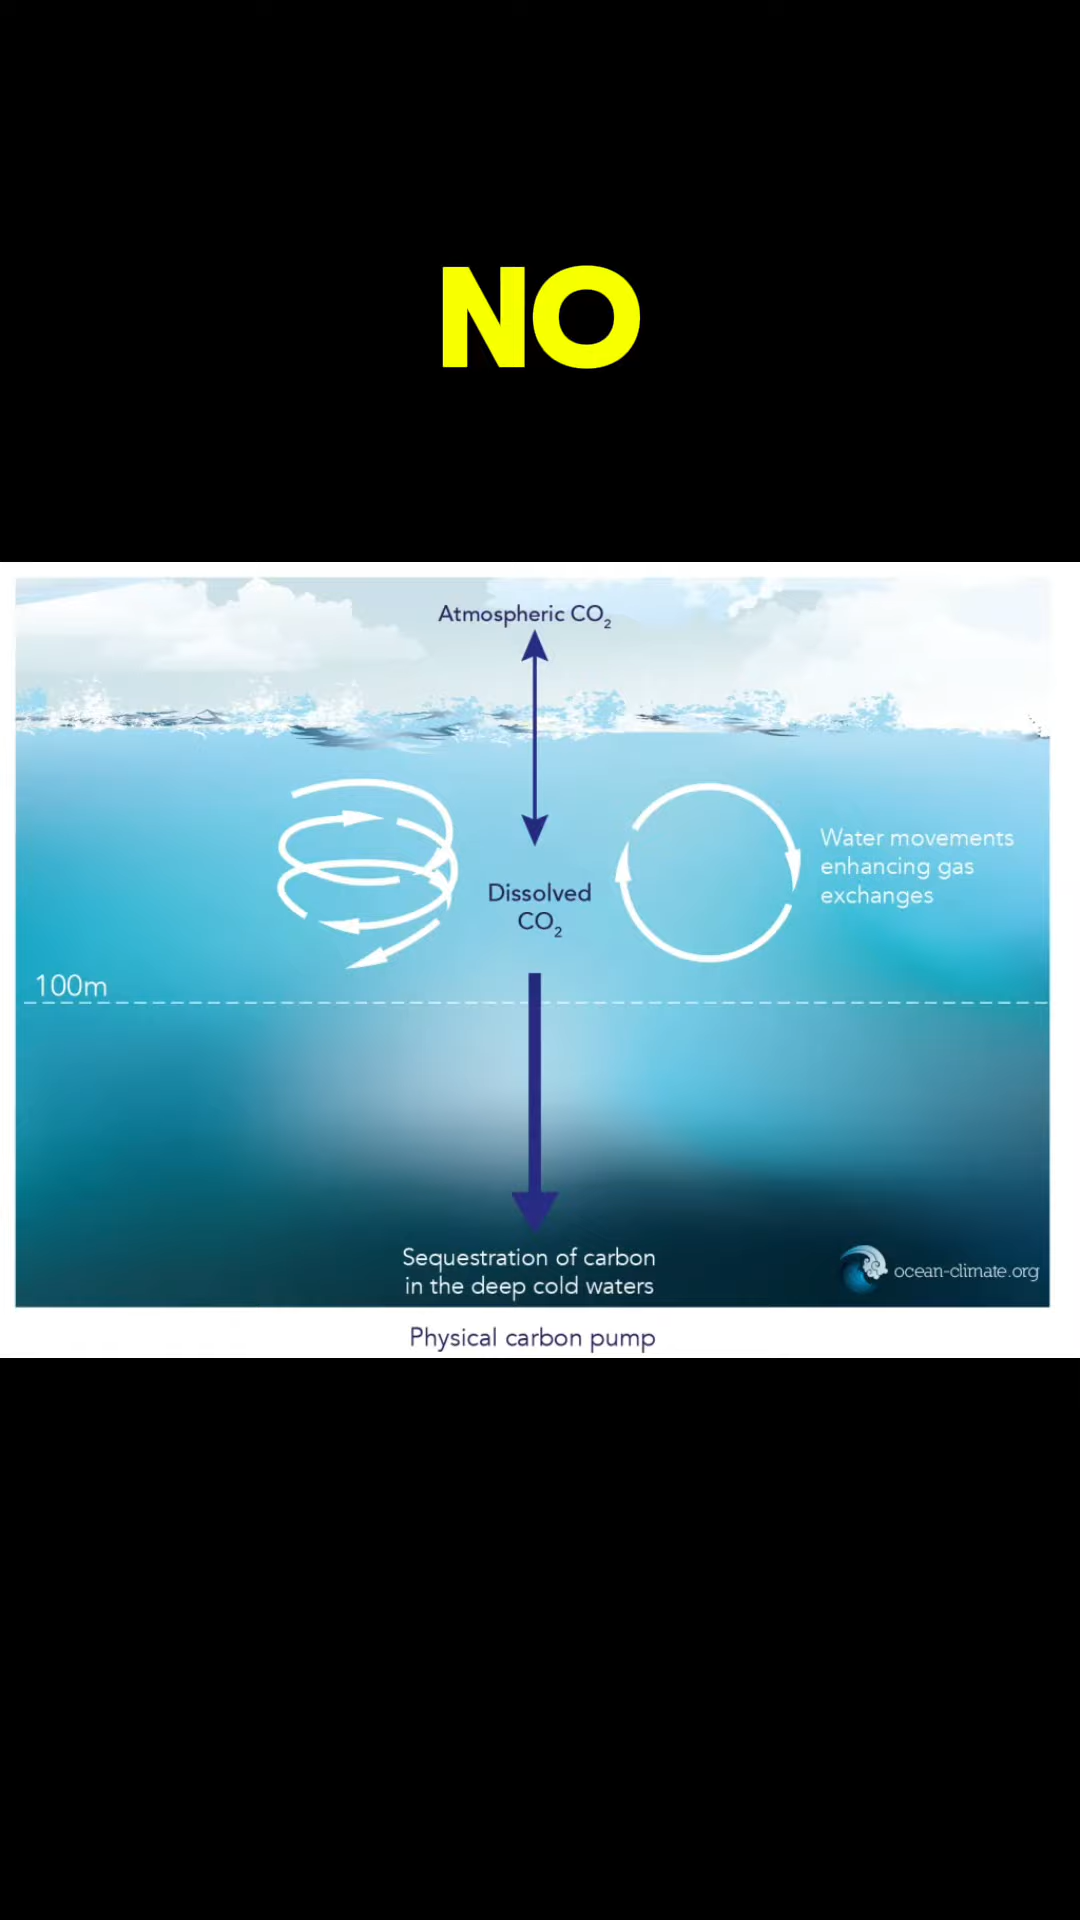 NO
Atmospheric CO₂
Water movements
enhancing gas
exchanges
Dissolved
CO₂
100m
Sequestration of carbon
in the deep cold waters
ocean-climate.org
Physical carbon pump